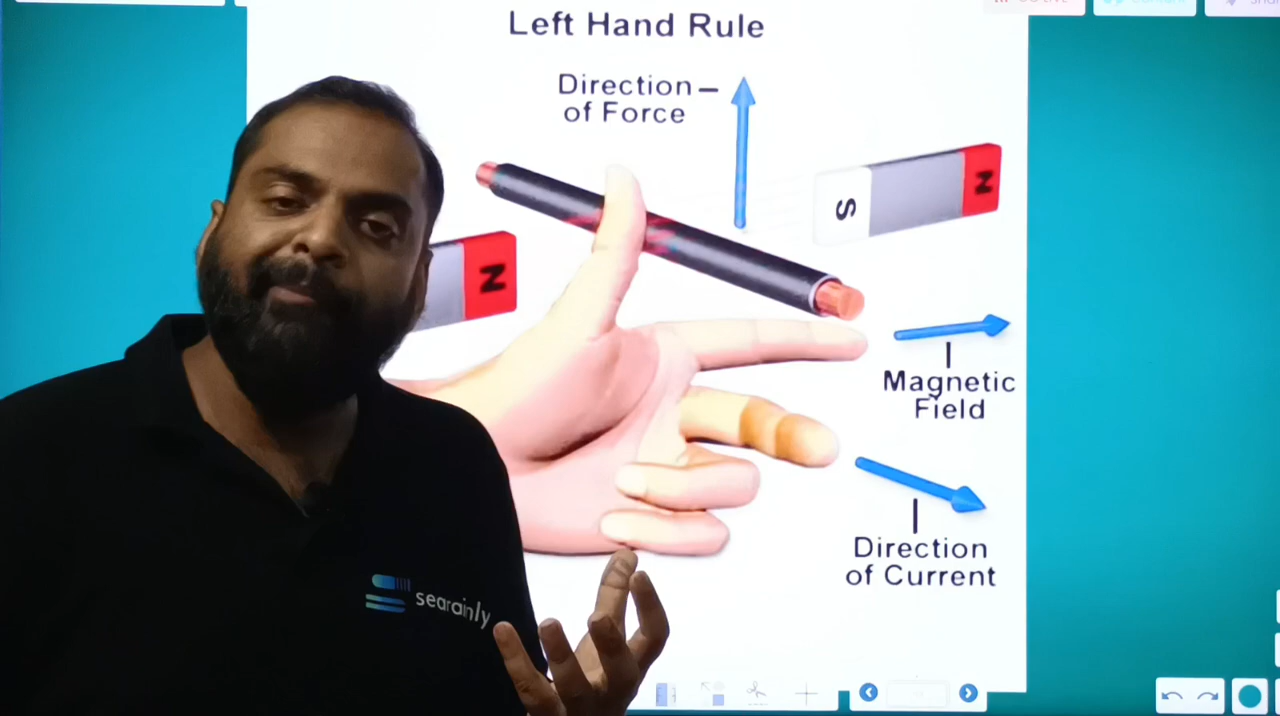 Left Hand Rule
Direction
of Force
S
N
N
Magnetic
Field
Direction
of Current
searainly